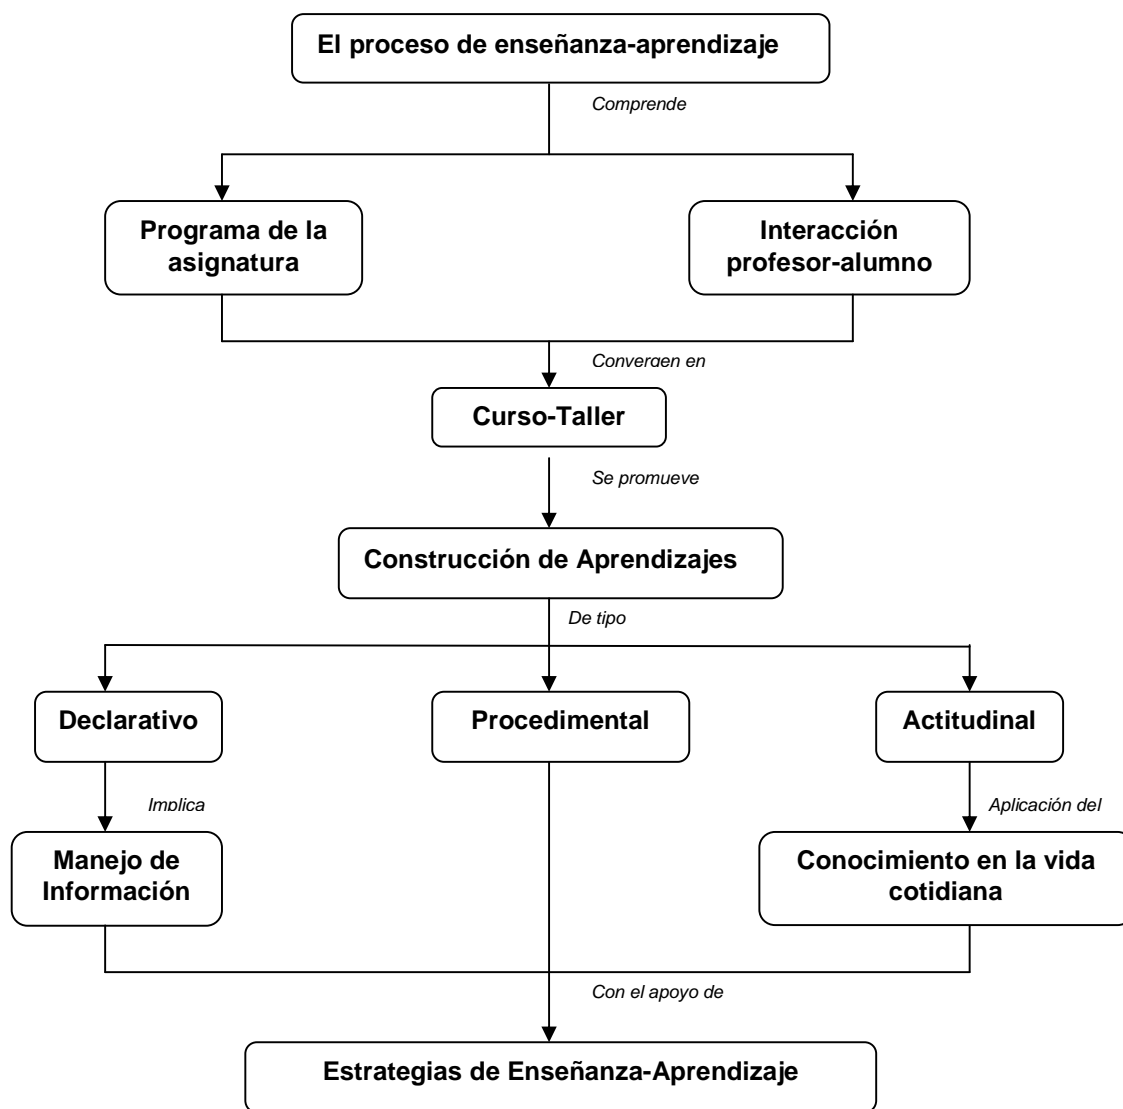 El proceso de enseñanza-aprendizaje
Comprende
Programa de la
asignatura
Interacción
profesor-alumno
Convergen en
Curso-Taller
Se promueve
Construcción de Aprendizajes
De tipo
Declarativo
Procedimental
Actitudinal
Implica
Aplicación del
Manejo de
Información
Conocimiento en la vida
cotidiana
Con el apoyo de
Estrategias de Enseñanza-Aprendizaje